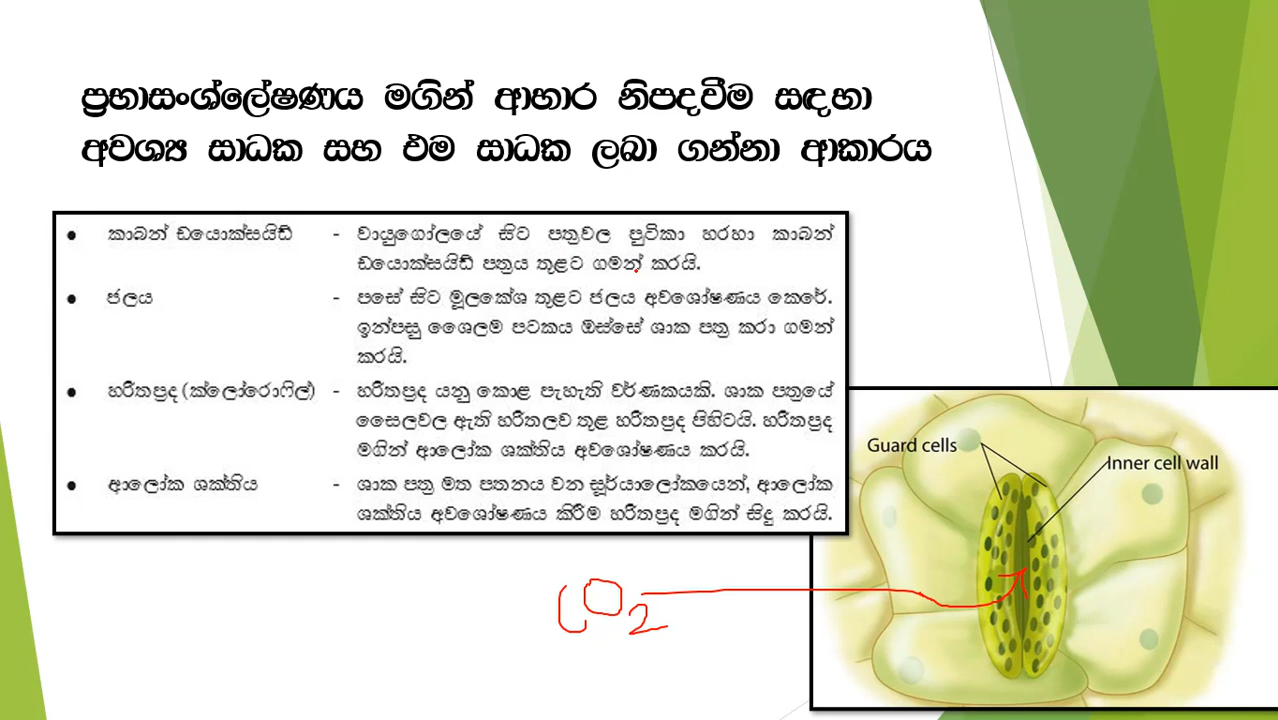 ප්‍රභාසංශ්ලේෂණය මගින් ආහාර නිපදවීම සඳහා
අවශ්‍ය සාධක සහ එම සාධක ලබා ගන්නා ආකාරය
● කාබන් ඩයොක්සයිඩ් - වායුගෝලයේ සිට පත්‍රවල පුටිකා හරහා කාබන්
ඩයොක්සයිඩ් පත්‍රය තුළට ගමන් කරයි.
● ජලය - පසේ සිට මූලකේශ තුළට ජලය අවශෝෂණය කෙරේ.
ඉන්පසු ශෛලම පටකය ඔස්සේ ශාක පත්‍ර කරා ගමන්
කරයි.
● හරිතප්‍රද (ක්ලෝරොෆිල්) - හරිතප්‍රද යනු කොළ පැහැති වර්ණකයකි. ශාක පත්‍රයේ
සෛලවල ඇති හරිතලව තුළ හරිතප්‍රද පිහිටයි. හරිතප්‍රද
මගින් ආලෝක ශක්තිය අවශෝෂණය කරයි.
● ආලෝක ශක්තිය - ශාක පත්‍ර මත පතනය වන සූර්යාලෝකයෙන්, ආලෝක
ශක්තිය අවශෝෂණය කිරීම හරිතප්‍රද මගින් සිදු කරයි.
Guard cells
Inner cell wall
CO2